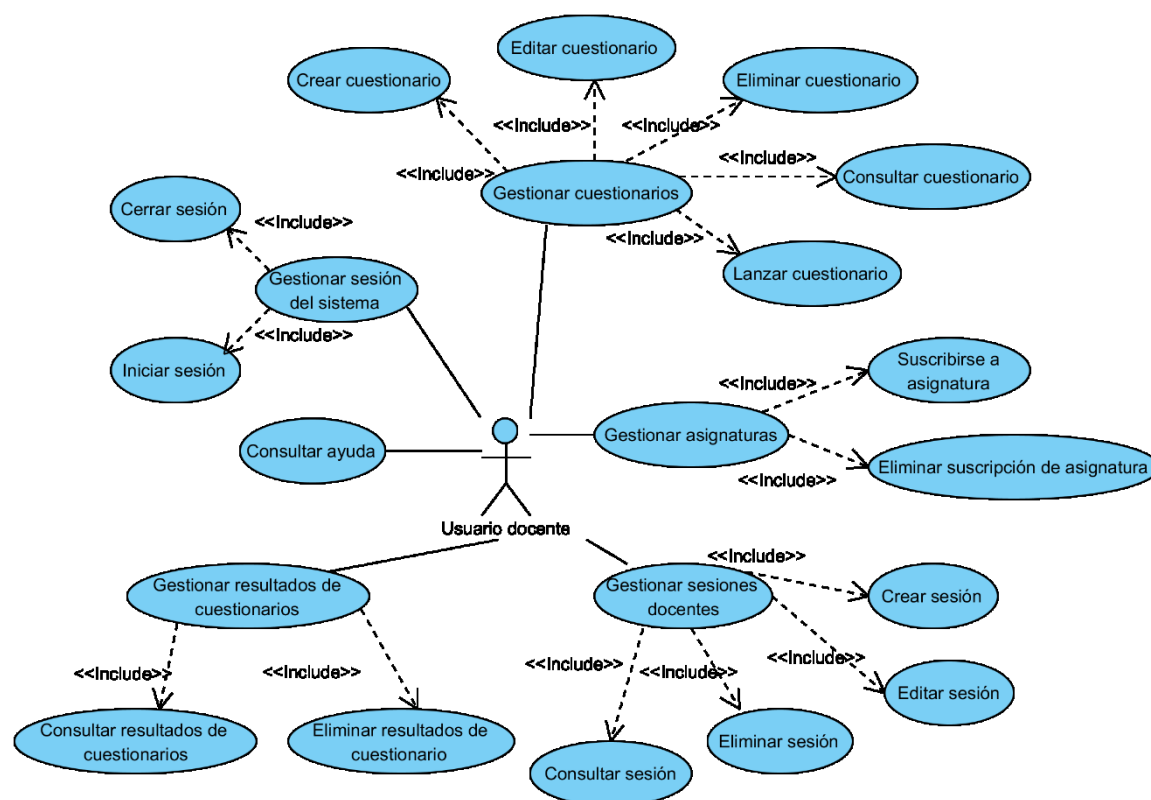 Editar cuestionario
Crear cuestionario
Eliminar cuestionario
<<Include>>
<<Include>>
<<Include>>
<<Include>>
Gestionar cuestionarios
Consultar cuestionario
Cerrar sesión
<<Include>>
<<Include>>
Gestionar sesión
del sistema
Lanzar cuestionario
<<Include>>
Iniciar sesión
Suscribirse a
asignatura
<<Include>>
Gestionar asignaturas
Consultar ayuda
Eliminar suscripción de asignatura
<<Include>>
Usuario docente
<<Include>>
Gestionar resultados de
cuestionarios
Gestionar sesiones
docentes
Crear sesión
<<Include>>
<<Include>>
<<Include>>
<<Include>>
<<Include>>
Editar sesión
Consultar resultados de
cuestionarios
Eliminar resultados de
cuestionario
Eliminar sesión
Consultar sesión